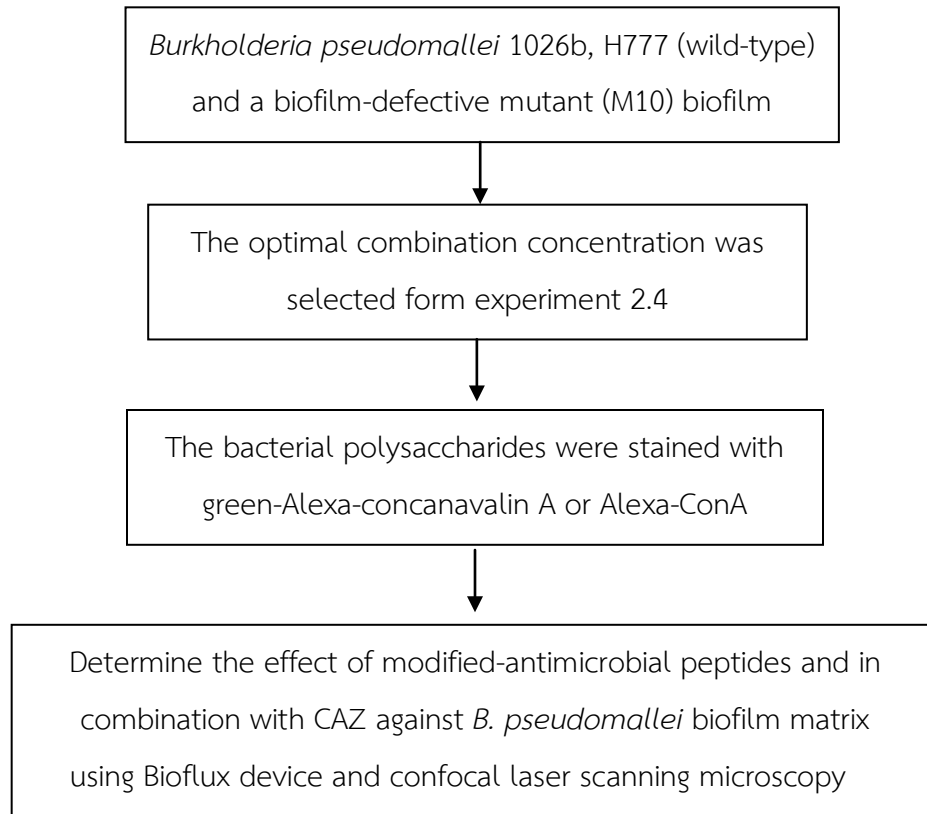 Burkholderia pseudomallei 1026b, H777 (wild-type)
and a biofilm-defective mutant (M10) biofilm
The optimal combination concentration was
selected form experiment 2.4
The bacterial polysaccharides were stained with
green-Alexa-concanavalin A or Alexa-ConA
Determine the effect of modified-antimicrobial peptides and in
combination with CAZ against B. pseudomallei biofilm matrix
using Bioflux device and confocal laser scanning microscopy